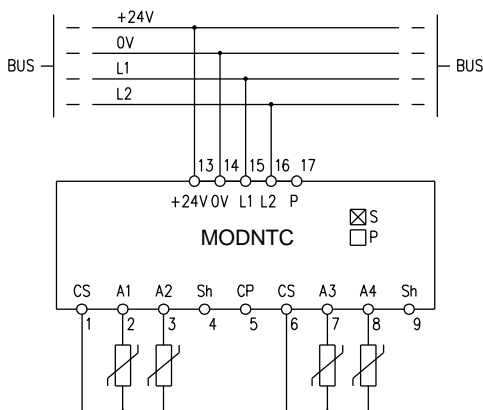 +24V
0V
BUS
L1
BUS
L2
13 14 15 16 17
+24V 0V L1 L2 P
S
MODNTC
P
CS A1 A2 Sh CP CS A3 A4 Sh
1 2 3 4 5 6 7 8 9